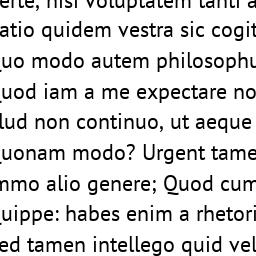 erte, nisi voluptatem tanti a
atio quidem vestra sic cogit
uo modo autem philosophu
uod iam a me expectare no
lud non continuo, ut aeque
uonam modo? Urgent tame
mmo alio genere; Quod cum
uippe: habes enim a rhetori
ed tamen intellego quid vel